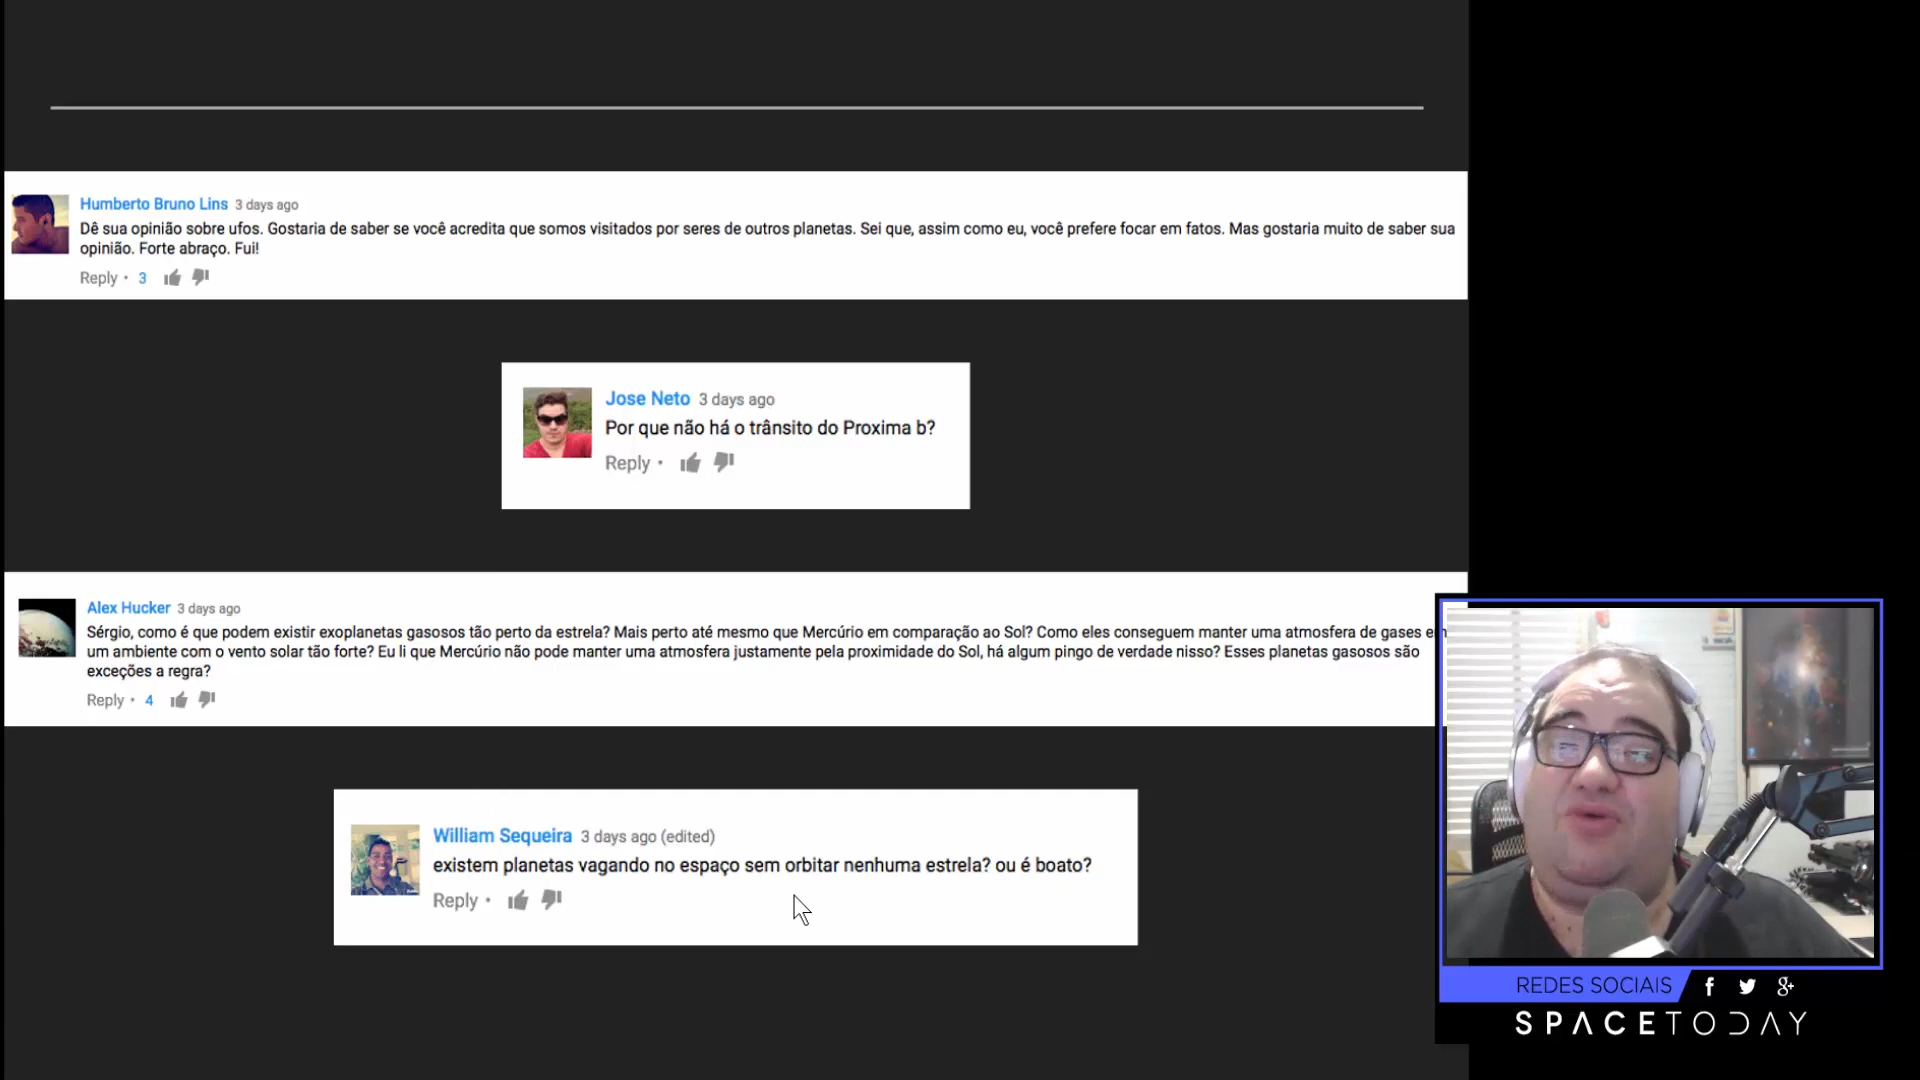 Humberto Bruno Lins 3 days ago
Dê sua opinião sobre ufos. Gostaria de saber se você acredita que somos visitados por seres de outros planetas. Sei que, assim como eu, você prefere focar em fatos. Mas gostaria muito de saber sua
opinião. Forte abraço. Fui!
Reply • 3
Jose Neto 3 days ago
Por que não há o trânsito do Proxima b?
Reply •
Alex Hucker 3 days ago
Sérgio, como é que podem existir exoplanetas gasosos tão perto da estrela? Mais perto até mesmo que Mercúrio em comparação ao Sol? Como eles conseguem manter uma atmosfera de gases em
um ambiente com o vento solar tão forte? Eu li que Mercúrio não pode manter uma atmosfera justamente pela proximidade do Sol, há algum pingo de verdade nisso? Esses planetas gasosos são
exceções a regra?
Reply • 4
William Sequeira 3 days ago (edited)
existem planetas vagando no espaço sem orbitar nenhuma estrela? ou é boato?
Reply •
REDES SOCIAIS f g+
SPACETODAY